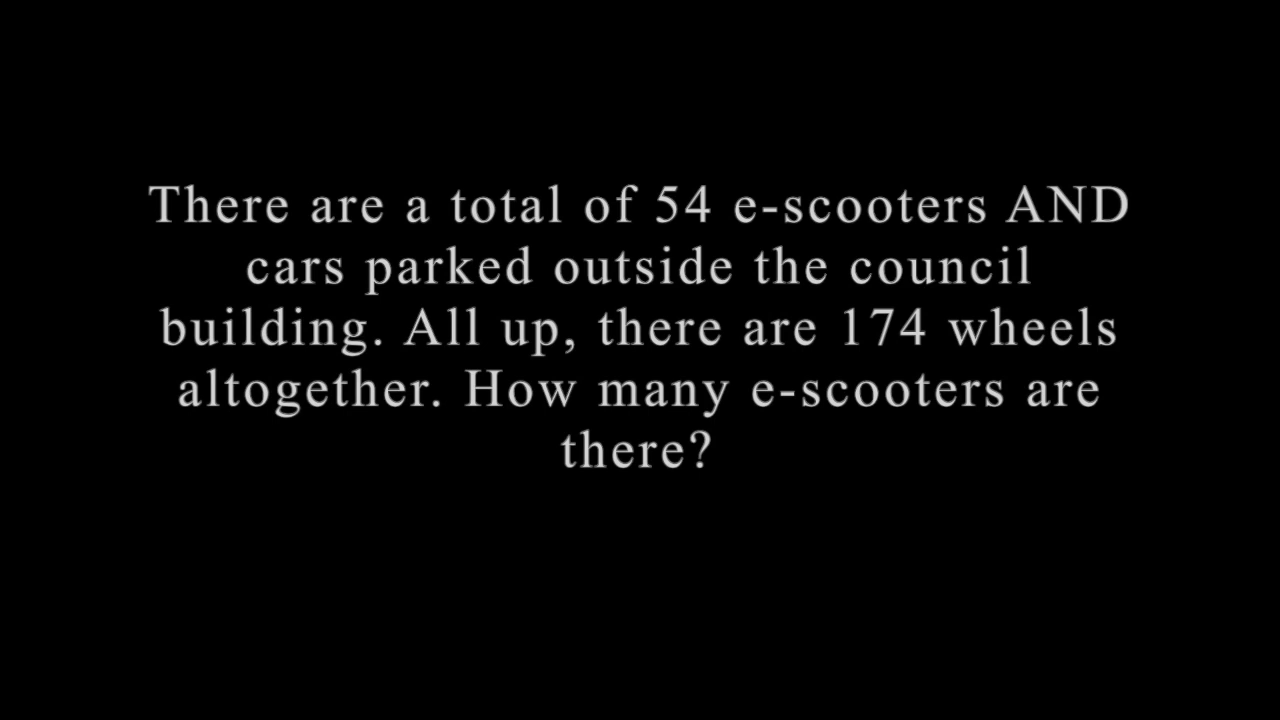 There are a total of 54 e-scooters AND
cars parked outside the council
building. All up, there are 174 wheels
altogether. How many e-scooters are
there?